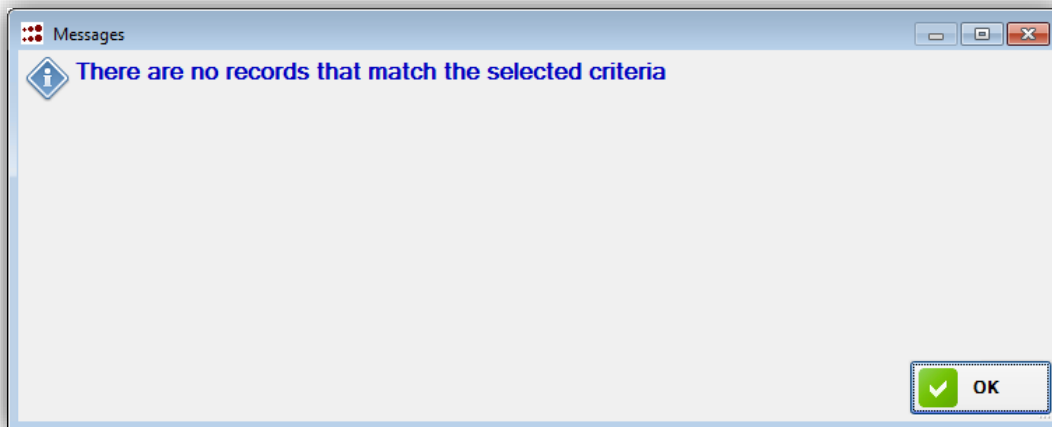 Messages
There are no records that match the selected criteria
OK